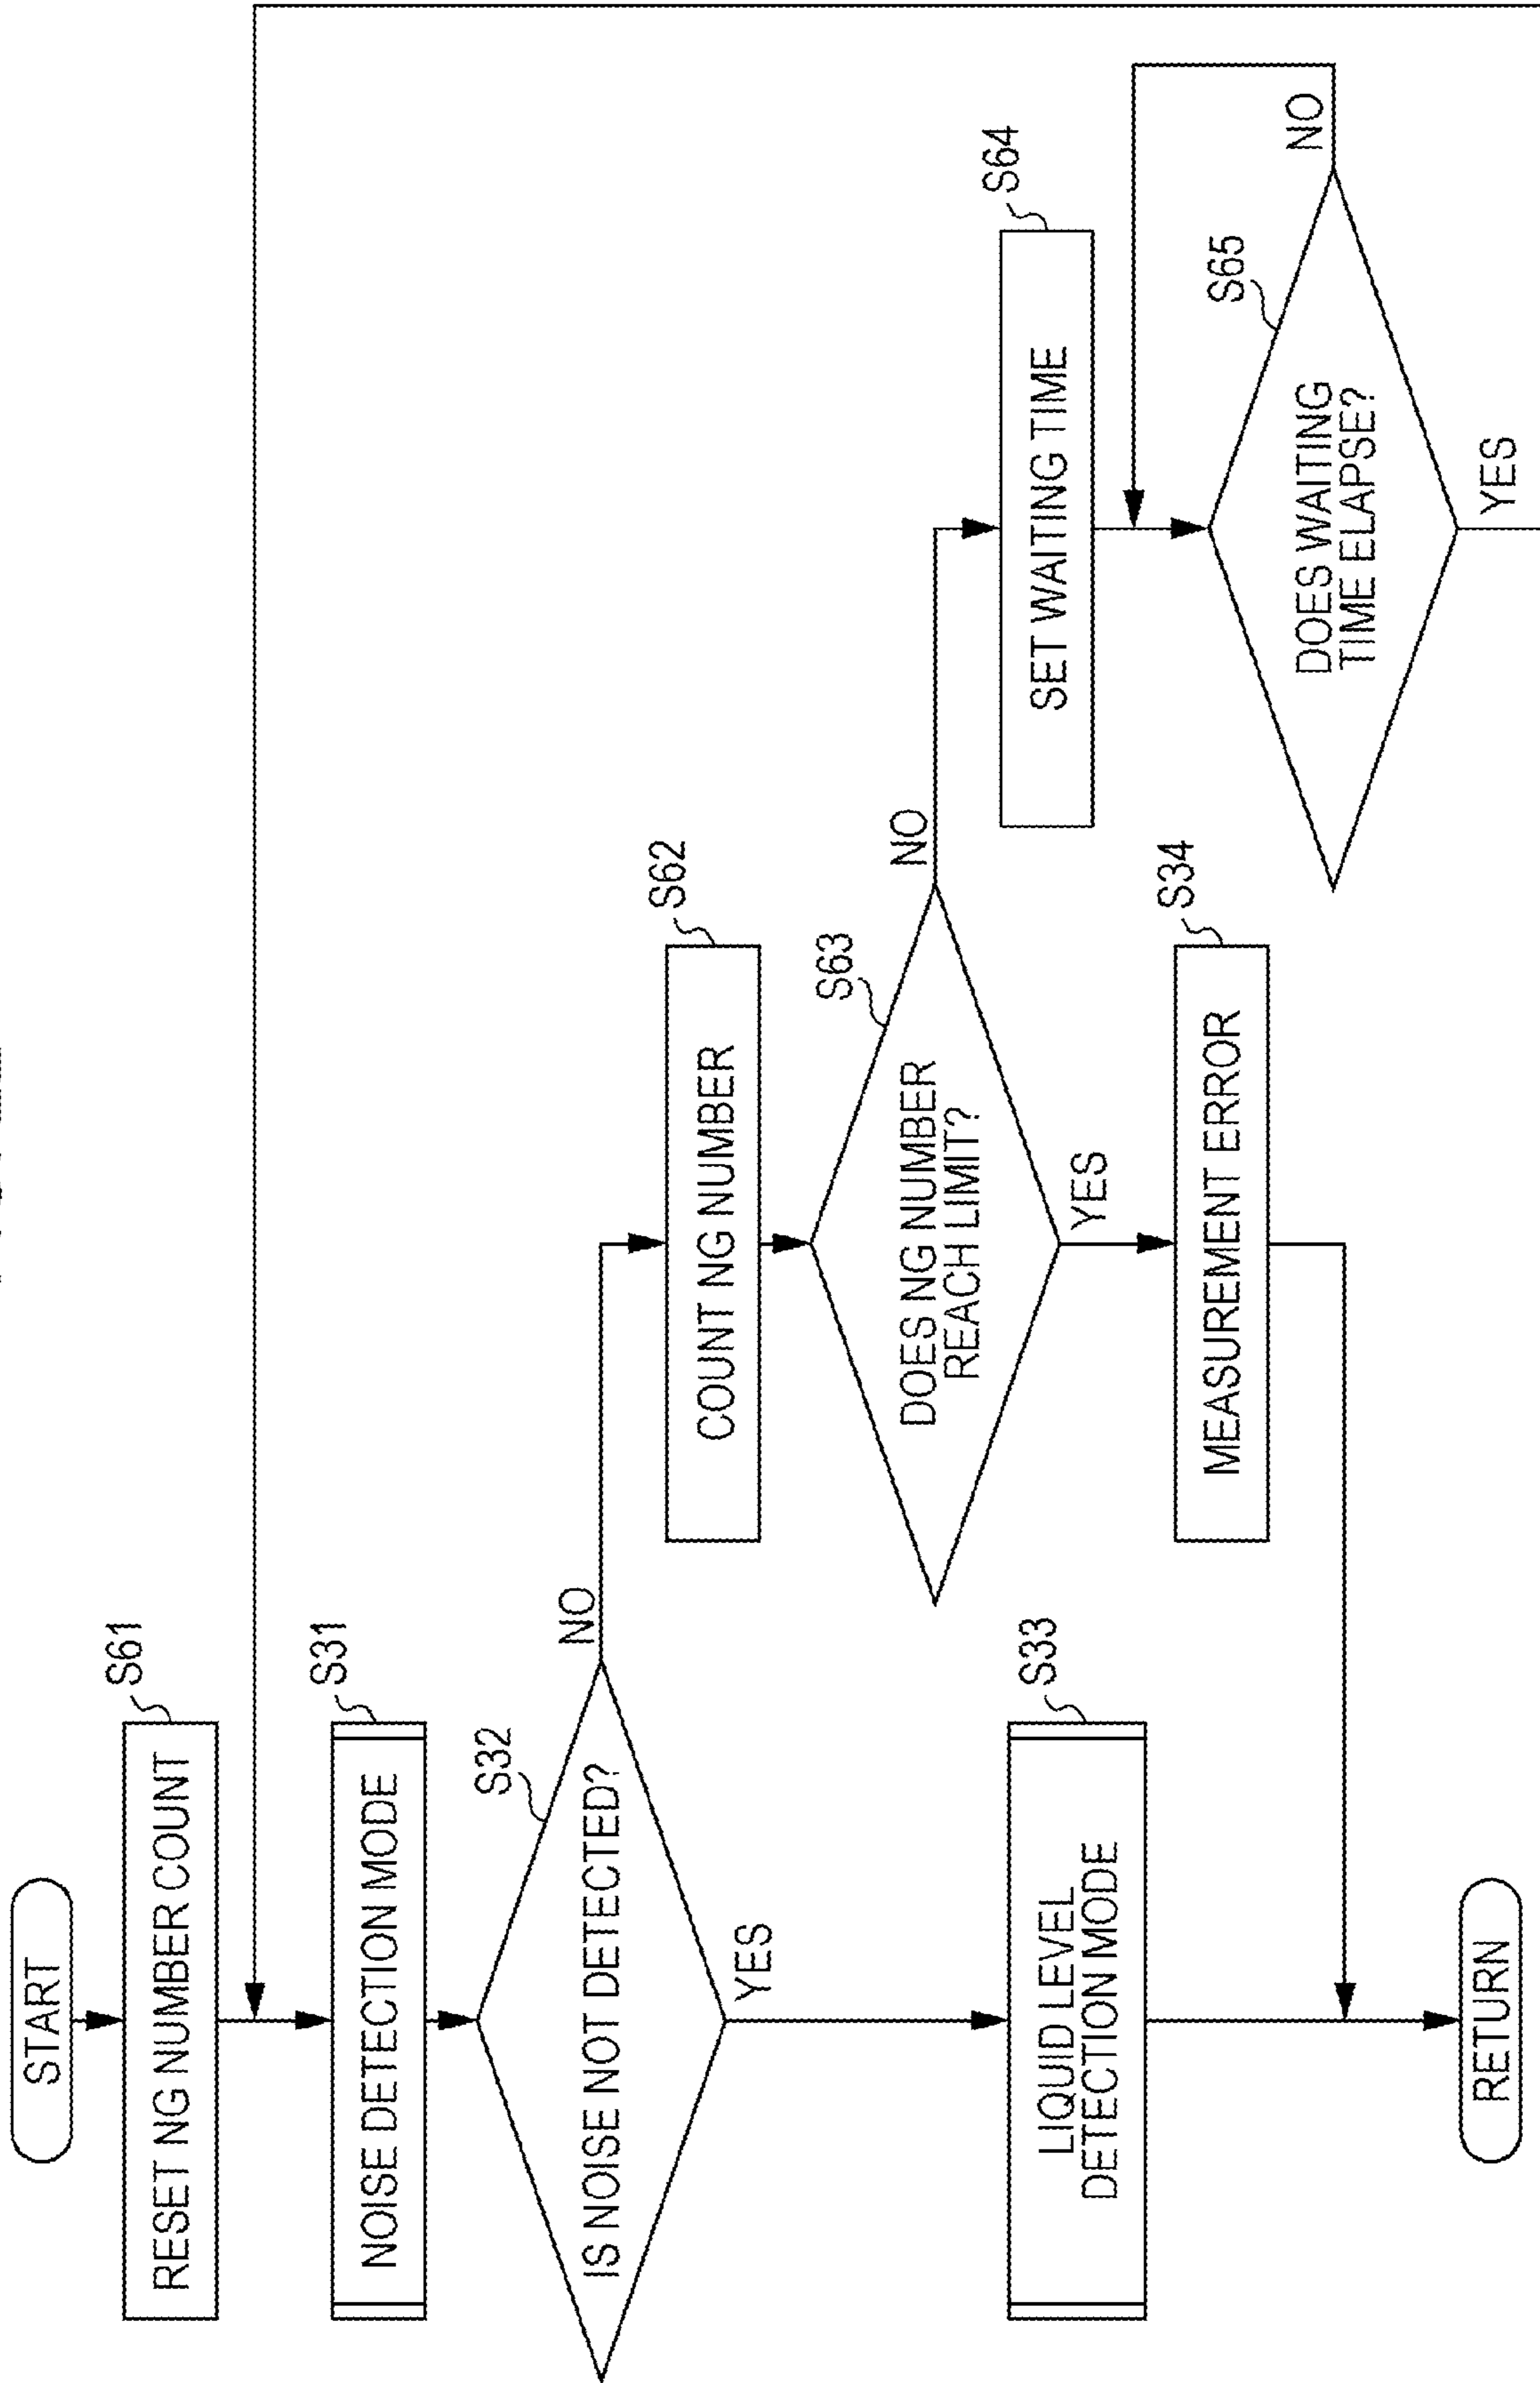 START
RESET NG NUMBER COUNT
S61
NOISE DETECTION MODE
S31
IS NOISE NOT DETECTED?
S32
NO
YES
COUNT NG NUMBER
S62
DOES NG NUMBER
REACH LIMIT?
S63
NO
YES
SET WAITING TIME
S64
DOES WAITING
TIME ELAPSE?
S65
NO
YES
LIQUID LEVEL
DETECTION MODE
S33
MEASUREMENT ERROR
S34
RETURN